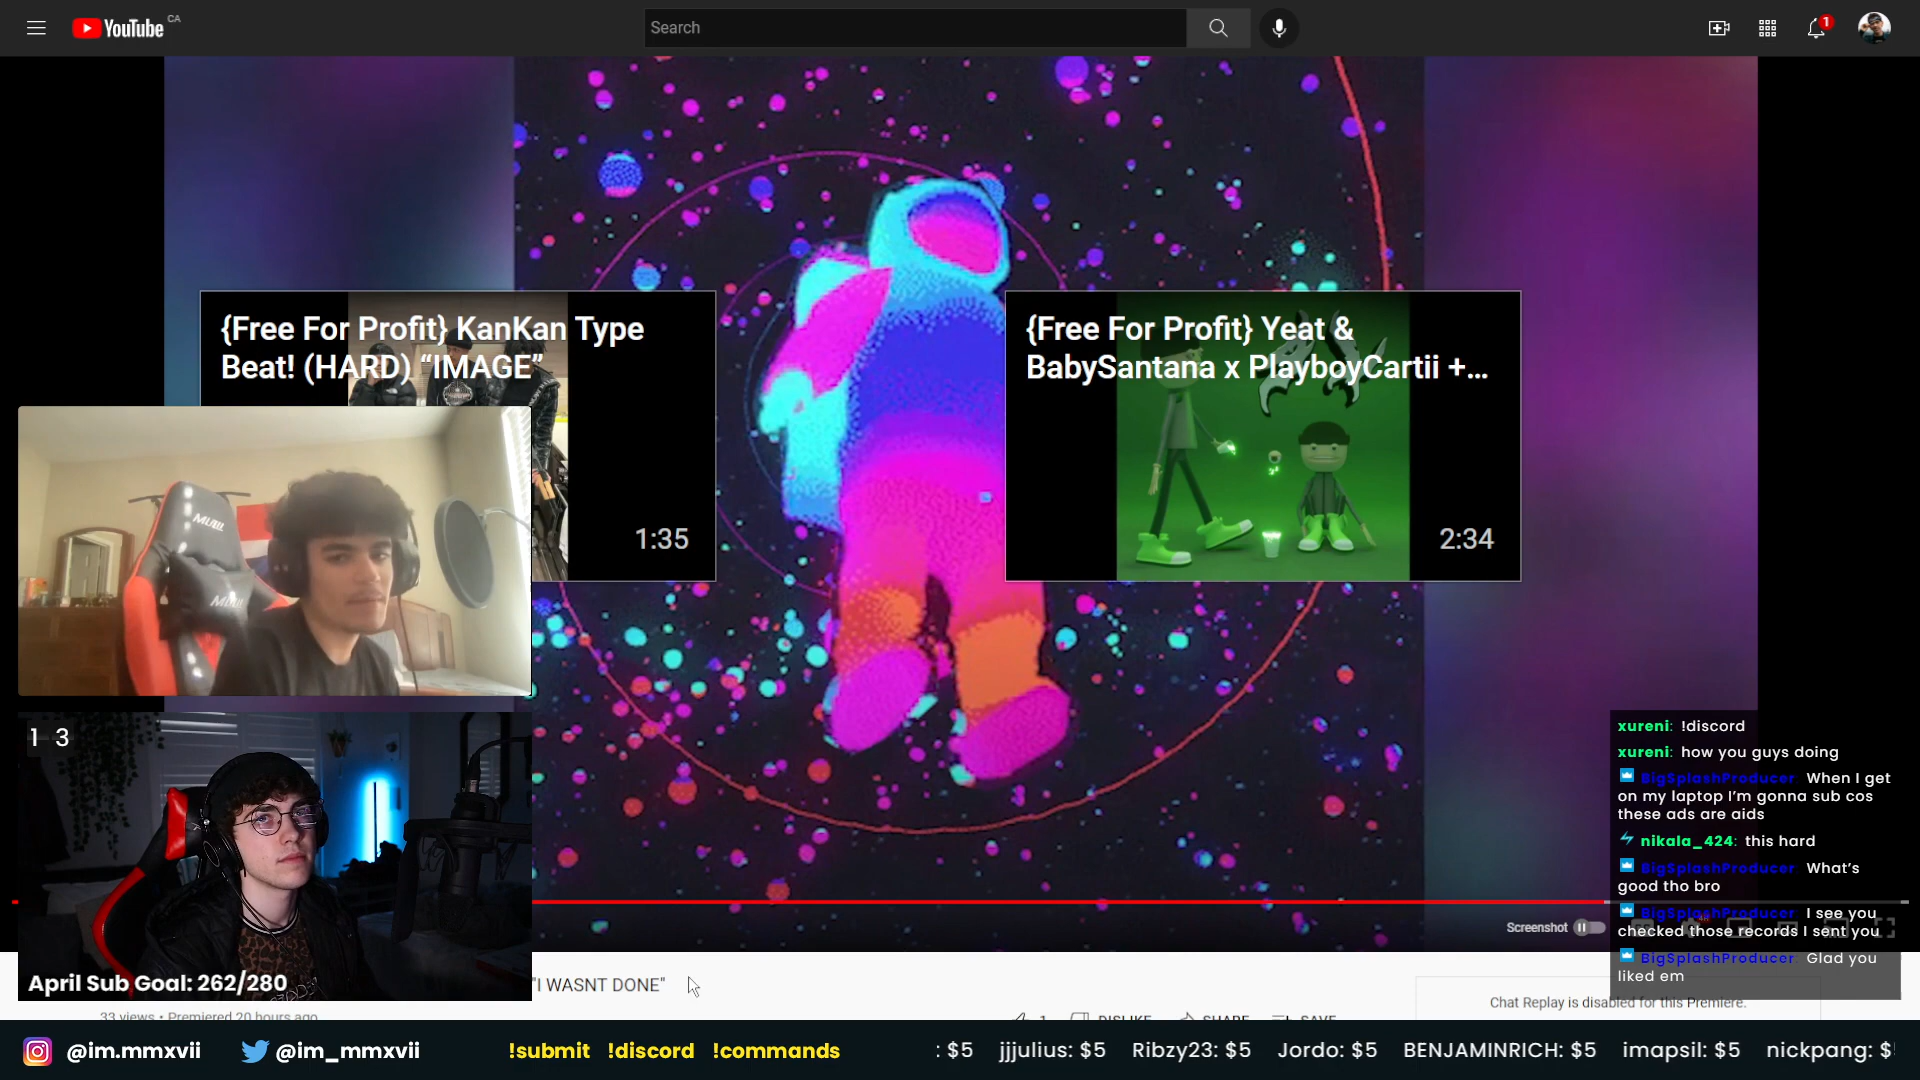 YouTube CA
Search
1
{Free For Profit} KanKan Type
Beat! (HARD) “IMAGE”
1:35
{Free For Profit} Yeat &
BabySantana x PlayboyCartii +...
2:34
1 3
April Sub Goal: 262/280
xureni: !discord
xureni: how you guys doing
BigSplashProducer: When I get
on my laptop I’m gonna sub cos
these ads are aids
nikala_424: this hard
BigSplashProducer: What’s
good tho bro
BigSplashProducer: I see you
checked those records I sent you
BigSplashProducer: Glad you
liked em
Screenshot
"I WASNT DONE"
33 views • Premiered 20 hours ago
1 DISLIKE SHARE SAVE
Chat Replay is disabled for this Premiere.
@im.mmxvii @im_mmxvii !submit !discord !commands : $5 jjjulius: $5 Ribzy23: $5 Jordo: $5 BENJAMINRICH: $5 imapsil: $5 nickpang: $